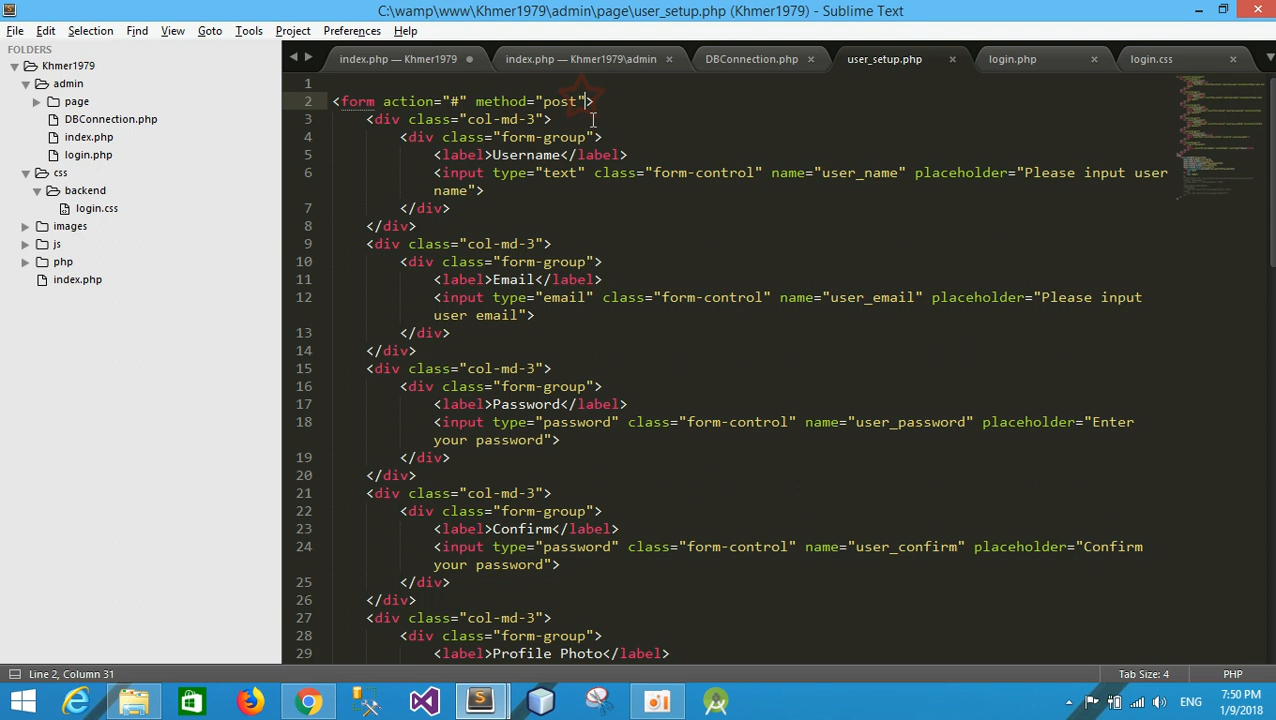 C:\wamp\www\Khmer1979\admin\page\user_setup.php (Khmer1979) - Sublime Text
File Edit Selection Find View Goto Tools Project Preferences Help
FOLDERS
Khmer1979
admin
page
DBConnection.php
index.php
login.php
css
backend
login.css
images
js
php
index.php
index.php — Khmer1979 index.php — Khmer1979\admin DBConnection.php user_setup.php login.php login.css
1
2 <form action="#" method="post">
3 <div class="col-md-3">
4 <div class="form-group">
5 <label>Username</label>
6 <input type="text" class="form-control" name="user_name" placeholder="Please input user
name">
7 </div>
8 </div>
9 <div class="col-md-3">
10 <div class="form-group">
11 <label>Email</label>
12 <input type="email" class="form-control" name="user_email" placeholder="Please input
user email">
13 </div>
14 </div>
15 <div class="col-md-3">
16 <div class="form-group">
17 <label>Password</label>
18 <input type="password" class="form-control" name="user_password" placeholder="Enter
your password">
19 </div>
20 </div>
21 <div class="col-md-3">
22 <div class="form-group">
23 <label>Confirm</label>
24 <input type="password" class="form-control" name="user_confirm" placeholder="Confirm
your password">
25 </div>
26 </div>
27 <div class="col-md-3">
28 <div class="form-group">
29 <label>Profile Photo</label>
Line 2, Column 31 Tab Size: 4 PHP
ENG 7:50 PM
1/9/2018